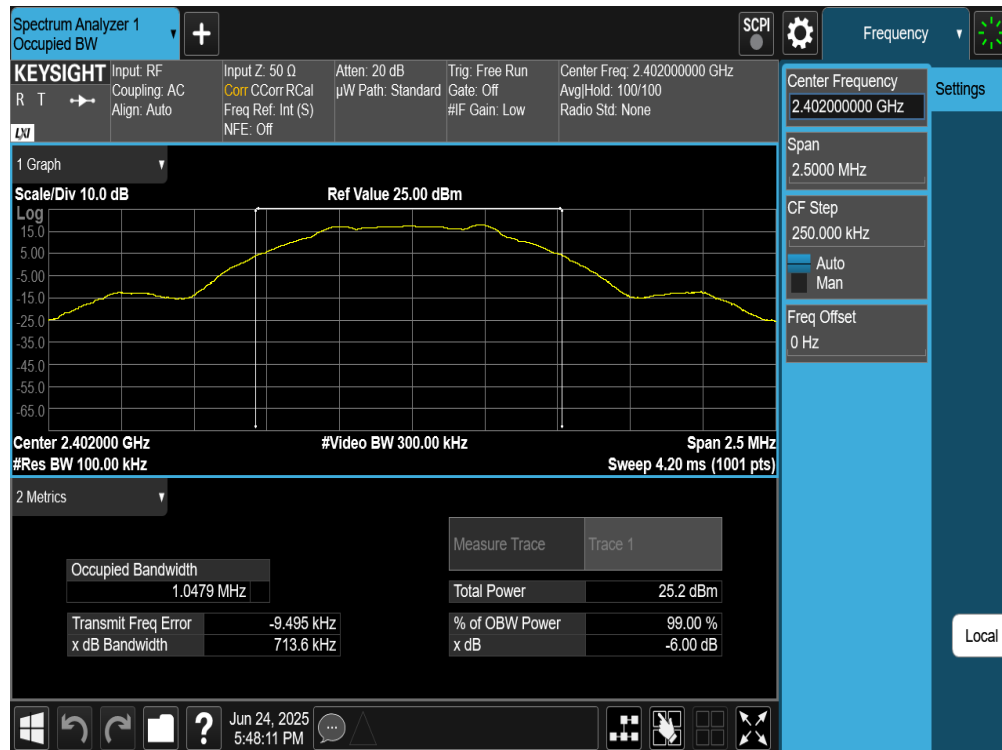 Spectrum Analyzer 1
Occupied BW
+
SCPI
Frequency
KEYSIGHT
R T
LXI
Input: RF
Coupling: AC
Align: Auto
Input Z: 50 Ω
Corr CCorr RCal
Freq Ref: Int (S)
NFE: Off
Atten: 20 dB
µW Path: Standard
Trig: Free Run
Gate: Off
#IF Gain: Low
Center Freq: 2.402000000 GHz
Avg|Hold: 100/100
Radio Std: None
Center Frequency
2.402000000 GHz
Settings
Span
2.5000 MHz
CF Step
250.000 kHz
Auto
Man
Freq Offset
0 Hz
Local
1 Graph
Scale/Div 10.0 dB
Ref Value 25.00 dBm
Log
15.0
5.00
-5.00
-15.0
-25.0
-35.0
-45.0
-55.0
-65.0
Center 2.402000 GHz
#Video BW 300.00 kHz
Span 2.5 MHz
#Res BW 100.00 kHz
Sweep 4.20 ms (1001 pts)
2 Metrics
Measure Trace
Trace 1
Occupied Bandwidth
1.0479 MHz
Total Power
25.2 dBm
Transmit Freq Error
-9.495 kHz
% of OBW Power
99.00 %
x dB Bandwidth
713.6 kHz
x dB
-6.00 dB
?
Jun 24, 2025
5:48:11 PM